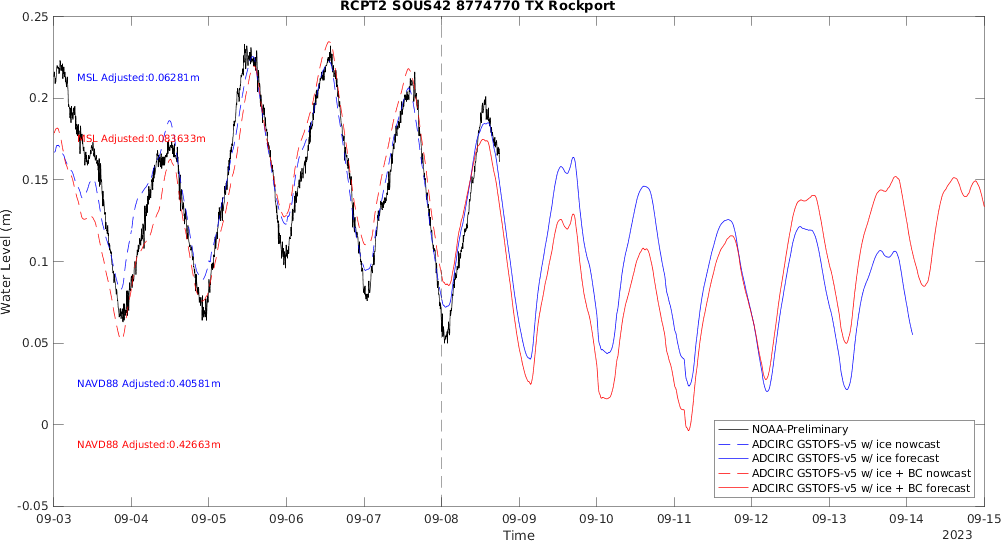 RCPT2 SOUS42 8774770 TX Rockport
0.25
0.2
0.15
0.1
0.05
0
-0.05
Water Level (m)
MSL Adjusted:0.06281m
MSL Adjusted:0.083633m
NAVD88 Adjusted:0.40581m
NAVD88 Adjusted:0.42663m
NOAA-Preliminary
ADCIRC GSTOFS-v5 w/ ice nowcast
ADCIRC GSTOFS-v5 w/ ice forecast
ADCIRC GSTOFS-v5 w/ ice + BC nowcast
ADCIRC GSTOFS-v5 w/ ice + BC forecast
09-03 09-04 09-05 09-06 09-07 09-08 09-09 09-10 09-11 09-12 09-13 09-14 09-15
Time
2023